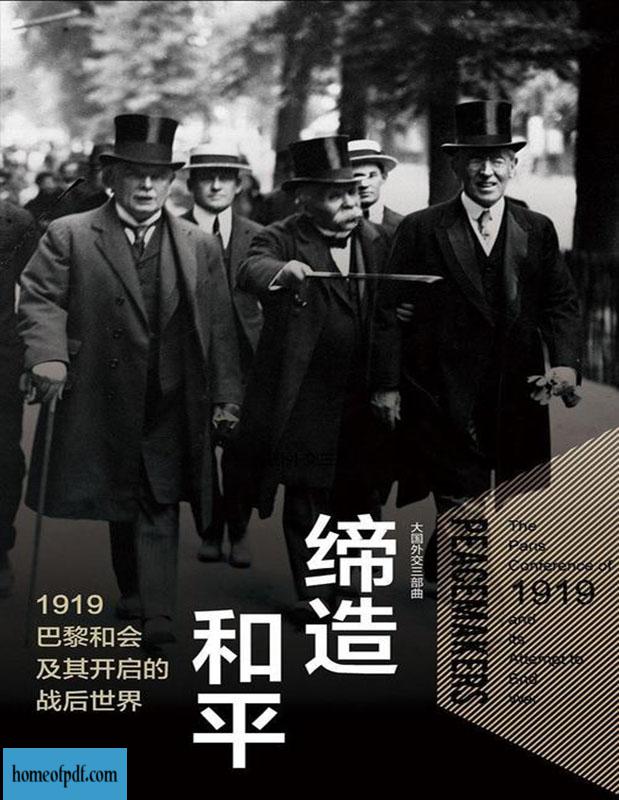 缔造
和平
大国外交三部曲
1919
巴黎和会
及其开启的
战后世界
PEACEMAKERS
The
Paris
Conference of
1919
and
Attempt to
End
War
homeofpdf.com